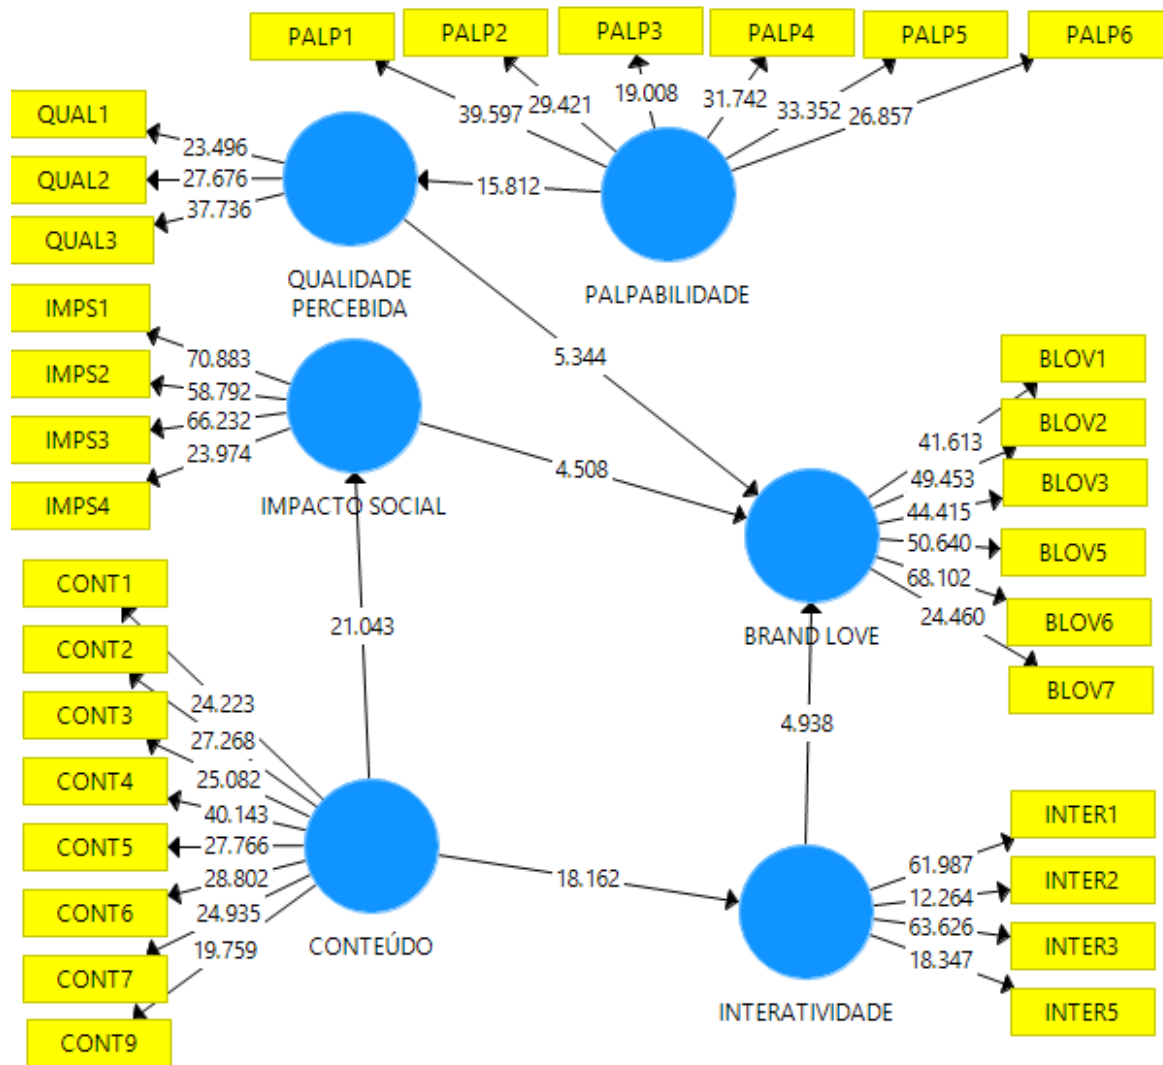 PALP1
PALP2
PALP3
PALP4
PALP5
PALP6
39.597
29.421
19.008
31.742
33.352
26.857
QUAL1
QUAL2
QUAL3
23.496
27.676
37.736
15.812
QUALIDADE
PERCEBIDA
PALPABILIDADE
IMPS1
IMPS2
IMPS3
IMPS4
70.883
58.792
66.232
23.974
IMPACTO SOCIAL
5.344
4.508
BLOV1
BLOV2
BLOV3
BLOV5
BLOV6
BLOV7
41.613
49.453
44.415
50.640
68.102
24.460
BRAND LOVE
21.043
4.938
CONT1
CONT2
CONT3
CONT4
CONT5
CONT6
CONT7
CONT9
24.223
27.268
25.082
40.143
27.766
28.802
24.935
19.759
CONTEÚDO
18.162
INTER1
INTER2
INTER3
INTER5
61.987
12.264
63.626
18.347
INTERATIVIDADE